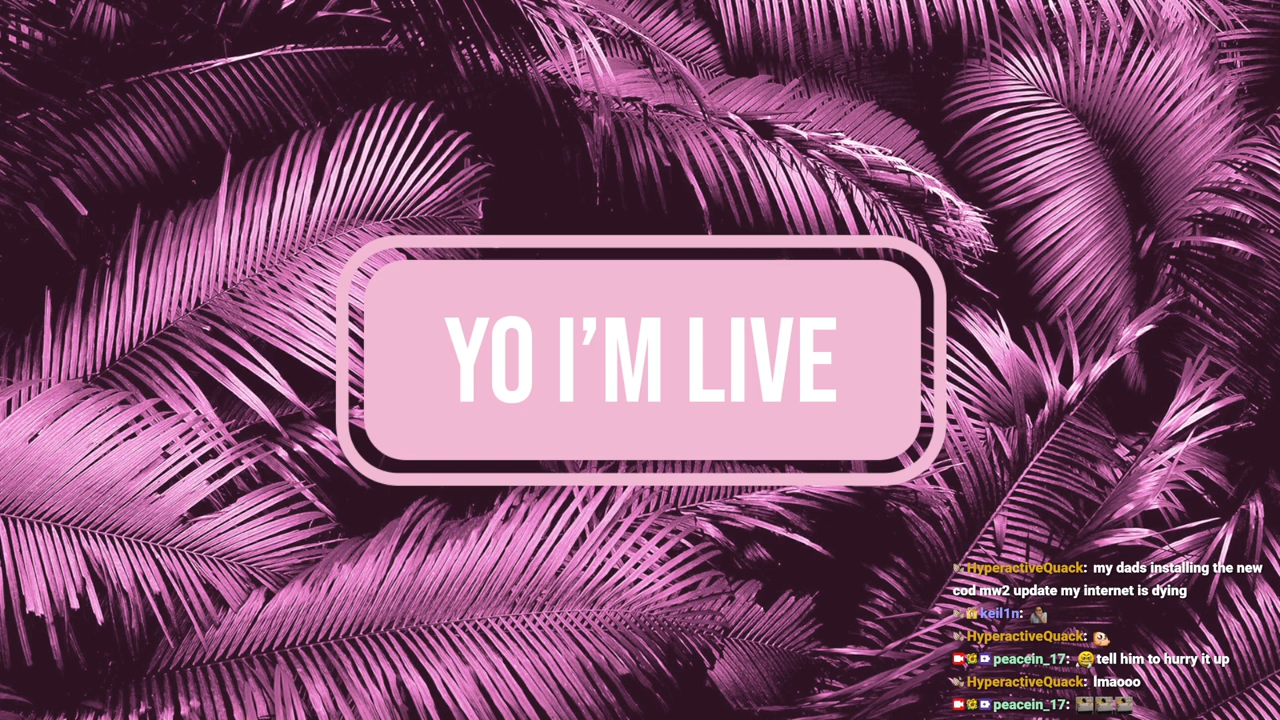 YO I’M LIVE
HyperactiveQuack: my dads installing the new
cod mw2 update my internet is dying
keil1n:
HyperactiveQuack:
peacein_17: tell him to hurry it up
HyperactiveQuack: lmaooo
peacein_17: